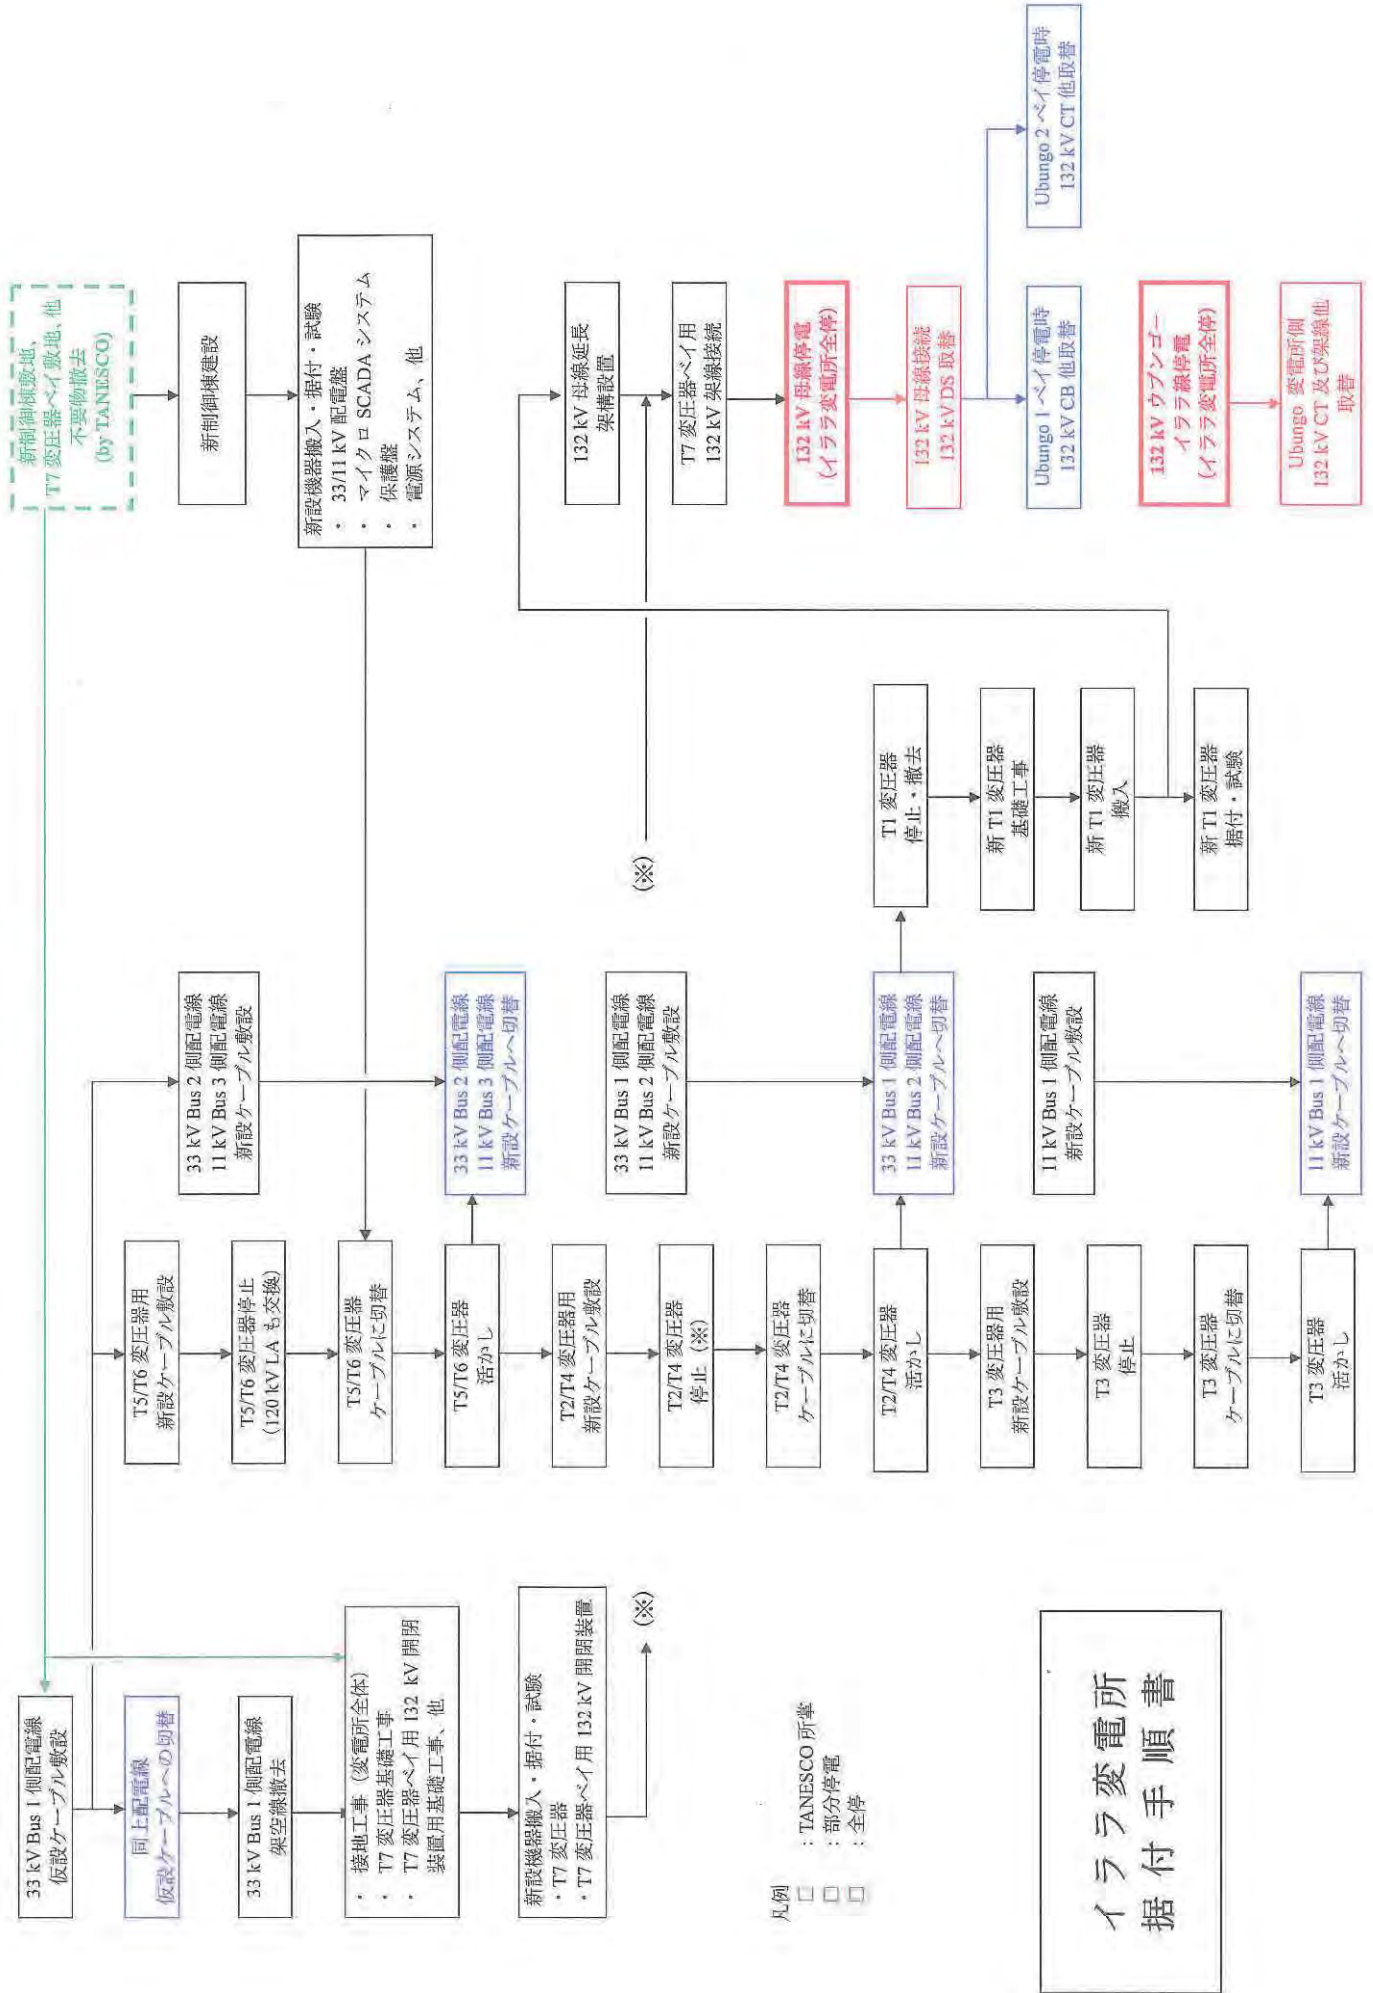 33 kV Bus 1 側配電線
仮設ケーブル敷設
同上配電線
仮設ケーブルへの切替
33 kV Bus 1 側配電線
架空線撤去
・ 接地工事（変電所全体）
・ T7 変圧器基礎工事
・ T7 変圧器ベイ用 132 kV 開閉
装置用基礎工事、他
新設機器搬入・据付・試験
・T7 変圧器
・T7 変圧器ベイ用 132 kV 開閉装置
(※)
凡例
□ : TANESCO 所掌
□ : 部分停電
□ : 全停
イララ変電所
据付手順書
T5/T6 変圧器用
新設ケーブル敷設
T5/T6 変圧器停止
(120 kV LA も交換)
T5/T6 変圧器
ケーブルに切替
T5/T6 変圧器
活かし
T2/T4 変圧器用
新設ケーブル敷設
T2/T4 変圧器
停止 (※)
T2/T4 変圧器
ケーブルに切替
T2/T4 変圧器
活かし
T3 変圧器用
新設ケーブル敷設
T3 変圧器
停止
T3 変圧器
ケーブルに切替
T3 変圧器
活かし
33 kV Bus 2 側配電線
11 kV Bus 3 側配電線
新設ケーブル敷設
33 kV Bus 2 側配電線
11 kV Bus 3 側配電線
新設ケーブルへ切替
33 kV Bus 1 側配電線
11 kV Bus 2 側配電線
新設ケーブル敷設
33 kV Bus 1 側配電線
11 kV Bus 2 側配電線
新設ケーブルへ切替
11 kV Bus 1 側配電線
新設ケーブル敷設
11 kV Bus 1 側配電線
新設ケーブルへ切替
(※)
T1 変圧器
停止・撤去
新 T1 変圧器
基礎工事
新 T1 変圧器
搬入
新 T1 変圧器
据付・試験
新制御棟敷地、
T7 変圧器ベイ敷地、他
不要物撤去
(by TANESCO)
新制御棟建設
新設機器搬入・据付・試験
・ 33/11 kV 配電盤
・ マイクロ SCADA システム
・ 保護盤
・ 電源システム、他
132 kV 母線延長
架構設置
T7 変圧器ベイ用
132 kV 架線接続
132 kV 母線停電
(イララ変電所全停)
132 kV 母線接続
132 kV DS 取替
Ubungo 1 ベイ停電時
132 kV CB 他取替
Ubungo 2 ベイ停電時
132 kV CT 他取替
132 kV ウブンゴー
イララ線停電
(イララ変電所全停)
Ubungo 変電所側
132 kV CT 及び架線他
取替